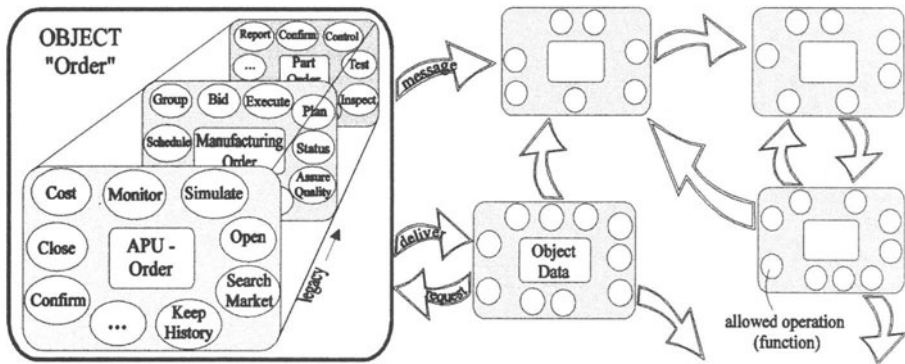 OBJECT
"Order"
Report
Confirm
Control
...
Part
Order
Test
Inspect
Group
Bid
Execute
Plan
Schedule
Manufacturing
Order
Status
Assure
Quality
Cost
Monitor
Simulate
Close
APU -
Order
Open
Confirm
...
Keep
History
Search
Market
legacy
message
deliver
request
Object
Data
allowed operation
(function)